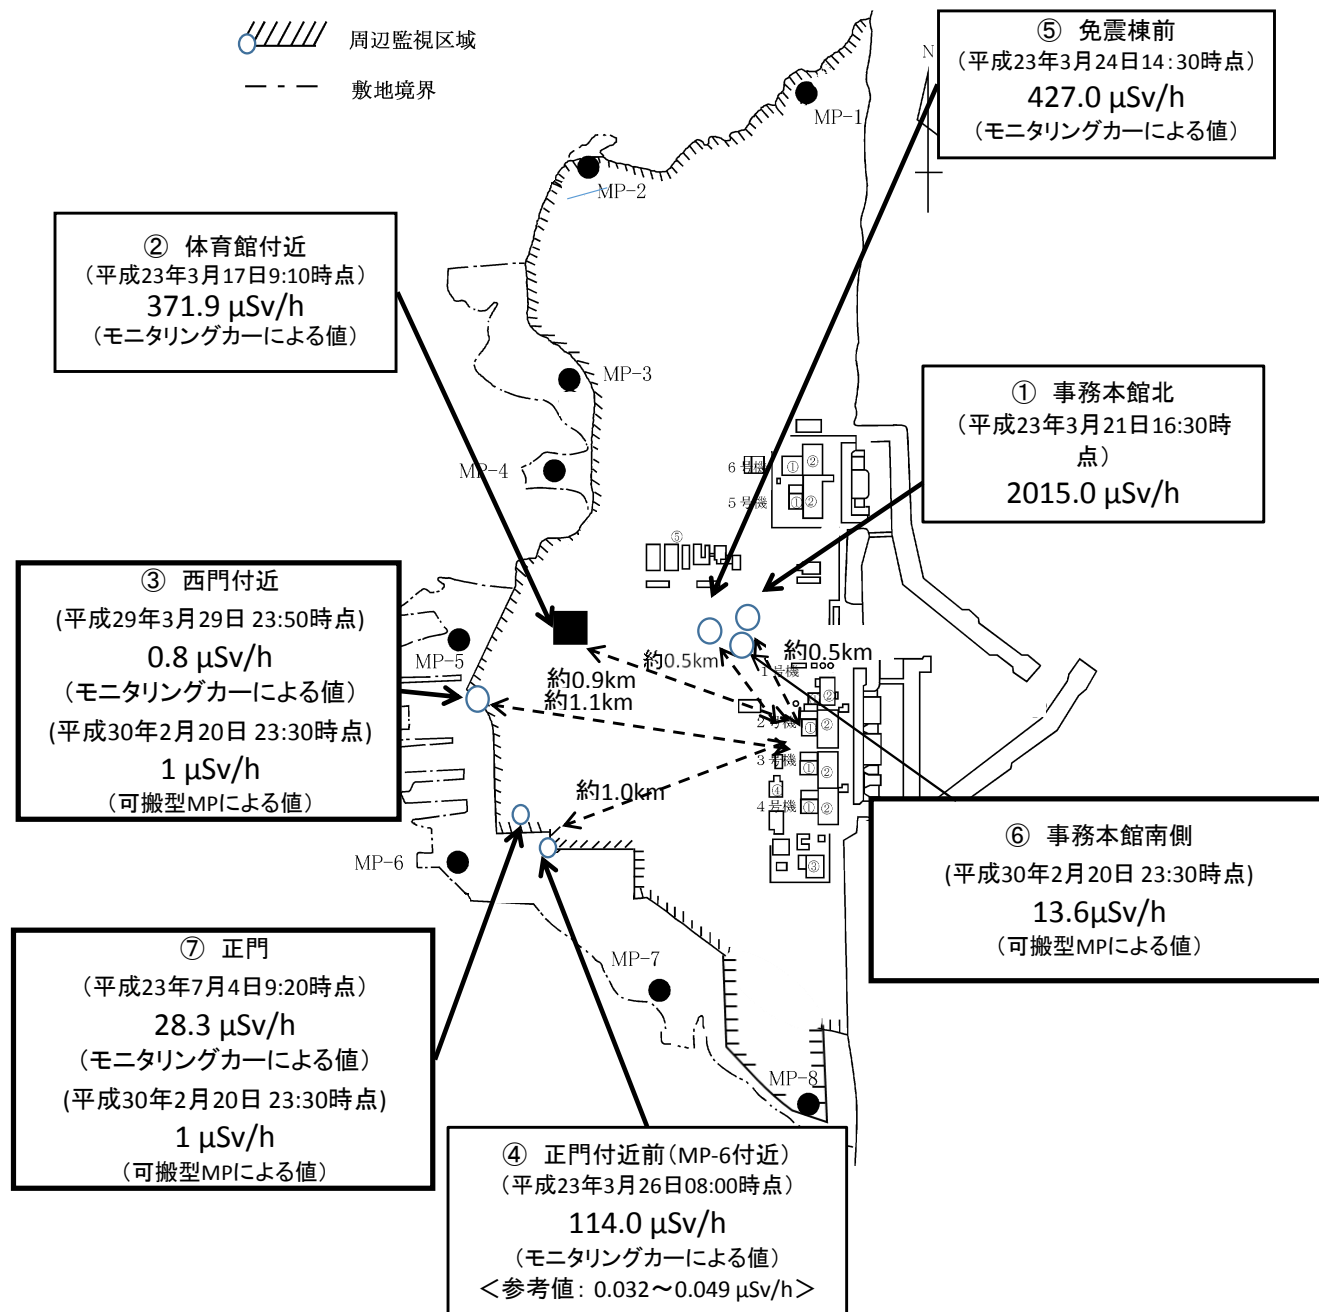 周辺監視区域
敷地境界
⑤ 免震棟前
（平成23年3月24日14：30時点）
427.0 µSv/h
（モニタリングカーによる値）
N
MP-1
MP-2
② 体育館付近
（平成23年3月17日9:10時点）
371.9 µSv/h
（モニタリングカーによる値）
MP-3
① 事務本館北
（平成23年3月21日16:30時
点）
2015.0 µSv/h
MP-4
6号機
① ②
5号機
① ②
⑤
③ 西門付近
(平成29年3月29日 23:50時点)
0.8 µSv/h
（モニタリングカーによる値）
(平成30年2月20日 23:30時点)
1 µSv/h
（可搬型MPによる値）
MP-5
約0.5km
約0.5km
約0.9km
約1.1km
1号機
②
2号機
① ②
3号機
① ②
④
4号機
① ②
③
約1.0km
MP-6
⑥ 事務本館南側
(平成30年2月20日 23:30時点)
13.6µSv/h
（可搬型MPによる値）
⑦ 正門
（平成23年7月4日9:20時点）
28.3 µSv/h
（モニタリングカーによる値）
(平成30年2月20日 23:30時点)
1 µSv/h
（可搬型MPによる値）
MP-7
MP-8
④ 正門付近前（MP-6付近）
（平成23年3月26日08:00時点）
114.0 µSv/h
（モニタリングカーによる値）
＜参考値： 0.032～0.049 µSv/h＞